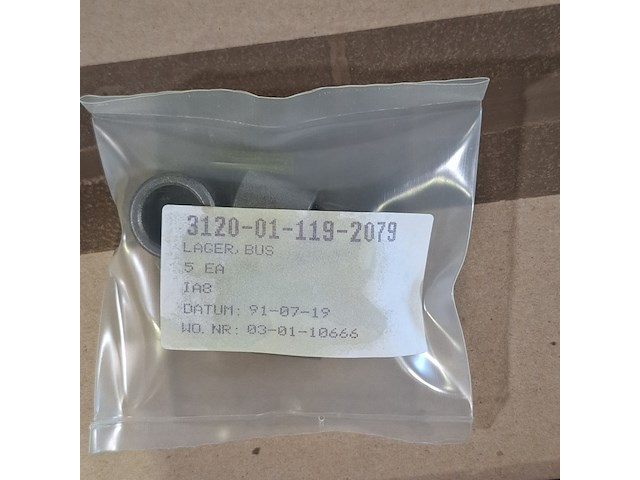 3120-01-119-2079
LAGER, BUS
5 EA
IA8
DATUM: 91-07-19
WO. NR: 03-01-10666